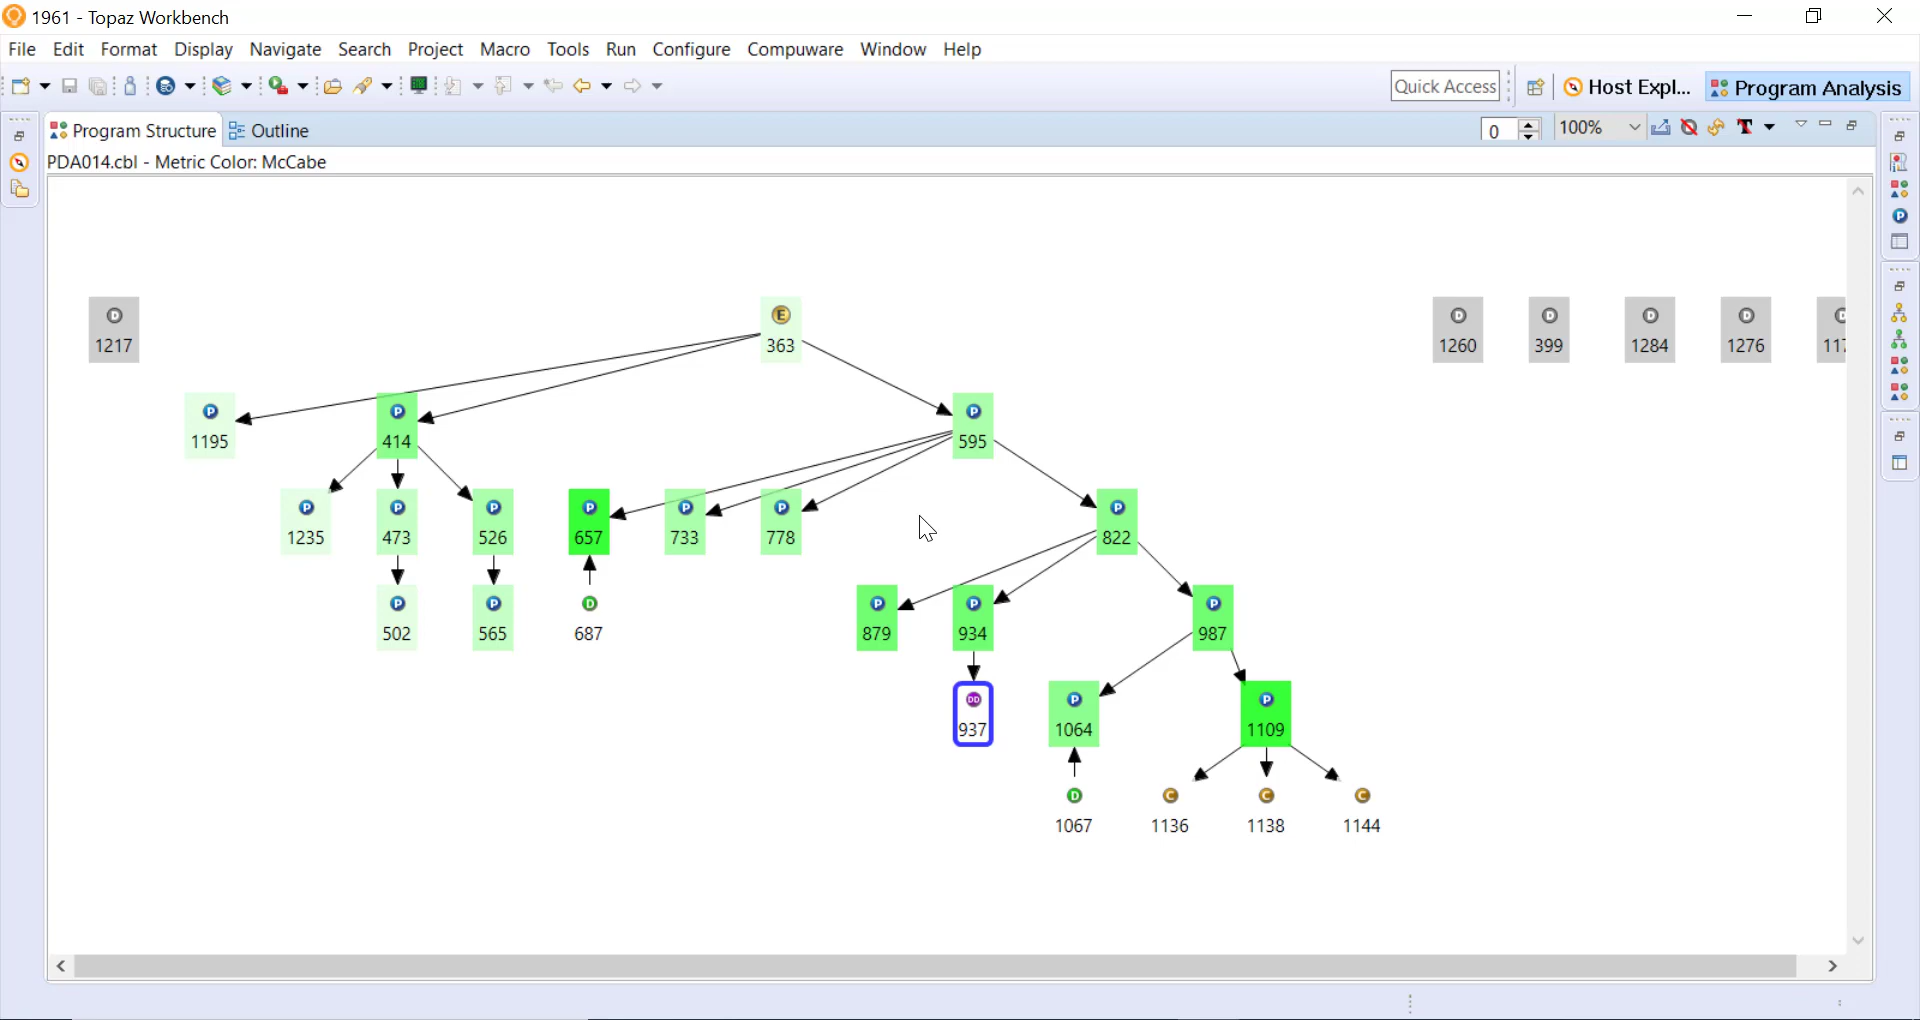 1961 - Topaz Workbench
File Edit Format Display Navigate Search Project Macro Tools Run Configure Compuware Window Help
Quick Access Host Expl... Program Analysis
Program Structure Outline 0 100%
PDA014.cbl - Metric Color: McCabe
D E D D D D
1217 363 1260 399 1284 1276 117
P P P
1195 414 595
P P P P P P P
1235 473 526 657 733 778 822
P P D P P P
502 565 687 879 934 987
DD P P
937 1064 1109
D C C C
1067 1136 1138 1144